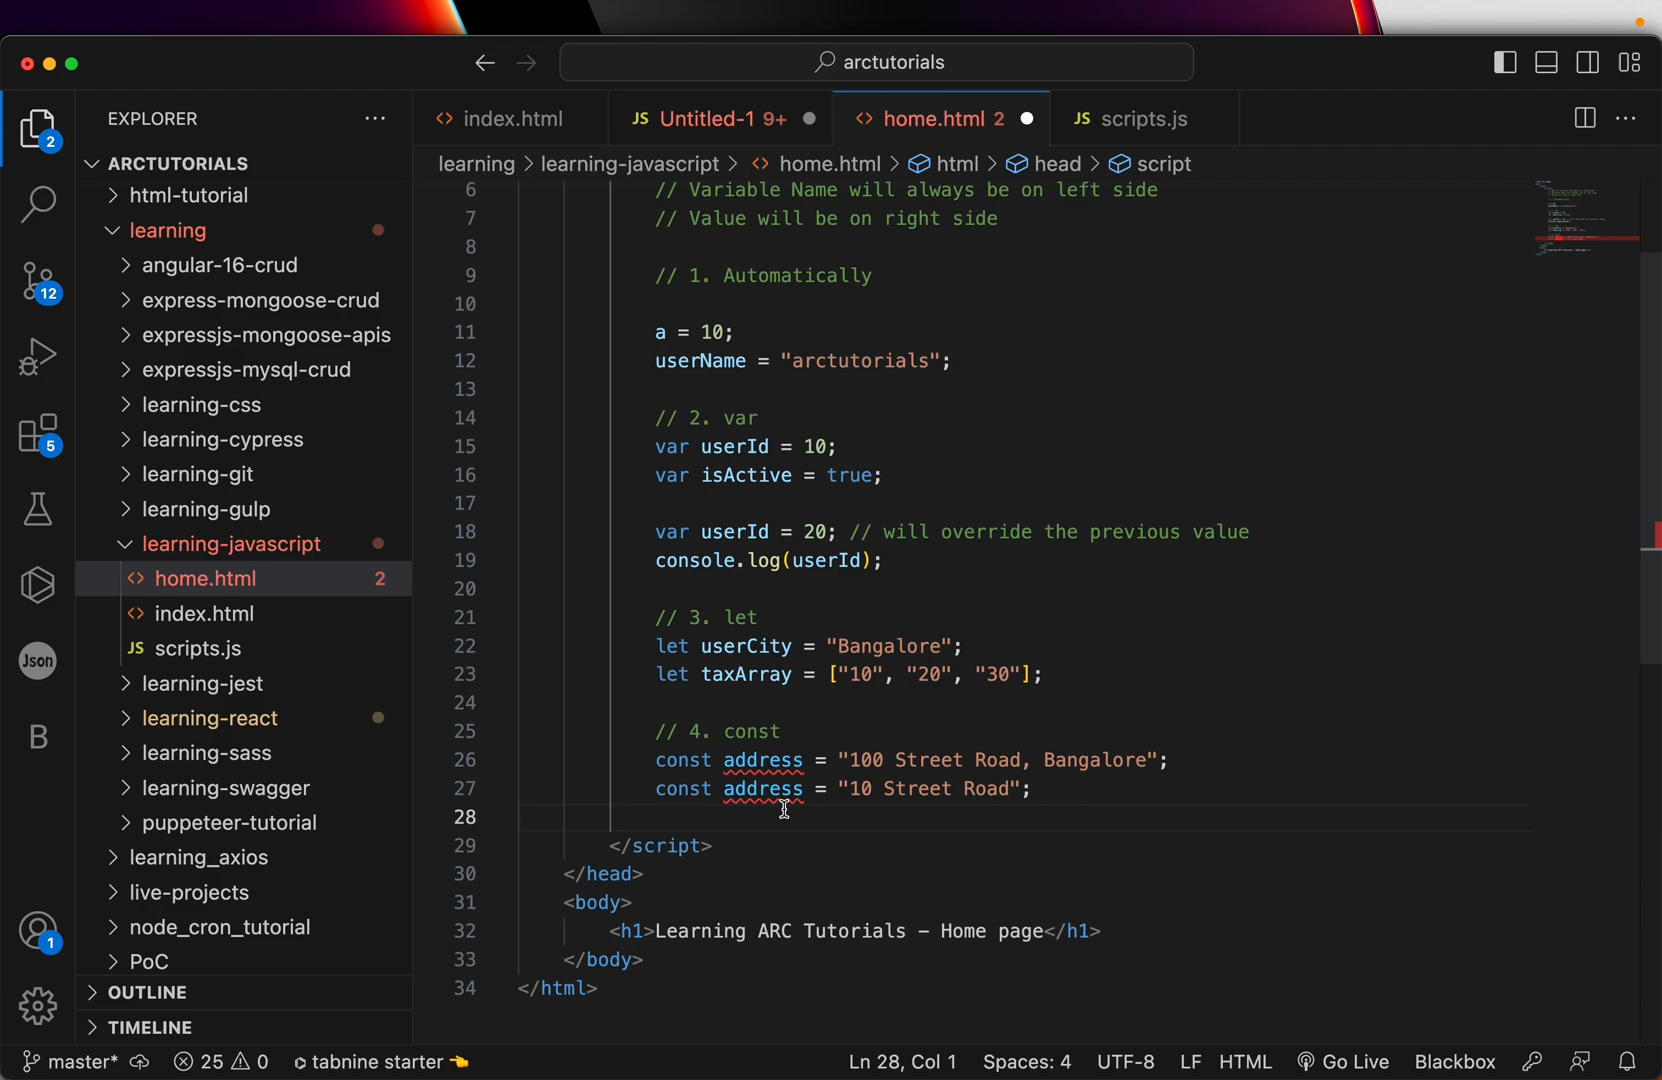 arctutorials
EXPLORER
ARCTUTORIALS
html-tutorial
learning
angular-16-crud
express-mongoose-crud
expressjs-mongoose-apis
expressjs-mysql-crud
learning-css
learning-cypress
learning-git
learning-gulp
learning-javascript
home.html 2
index.html
JS scripts.js
learning-jest
learning-react
learning-sass
learning-swagger
puppeteer-tutorial
learning_axios
live-projects
node_cron_tutorial
PoC
OUTLINE
TIMELINE
2
12
5
Json
B
1
index.html JS Untitled-1 9+ home.html 2 JS scripts.js
learning > learning-javascript > home.html > html > head > script
6 // Variable Name will always be on left side
7 // Value will be on right side
8
9 // 1. Automatically
10
11 a = 10;
12 userName = "arctutorials";
13
14 // 2. var
15 var userId = 10;
16 var isActive = true;
17
18 var userId = 20; // will override the previous value
19 console.log(userId);
20
21 // 3. let
22 let userCity = "Bangalore";
23 let taxArray = ["10", "20", "30"];
24
25 // 4. const
26 const address = "100 Street Road, Bangalore";
27 const address = "10 Street Road";
28
29 </script>
30 </head>
31 <body>
32 <h1>Learning ARC Tutorials – Home page</h1>
33 </body>
34 </html>
master* 25 0 tabnine starter Ln 28, Col 1 Spaces: 4 UTF-8 LF HTML Go Live Blackbox